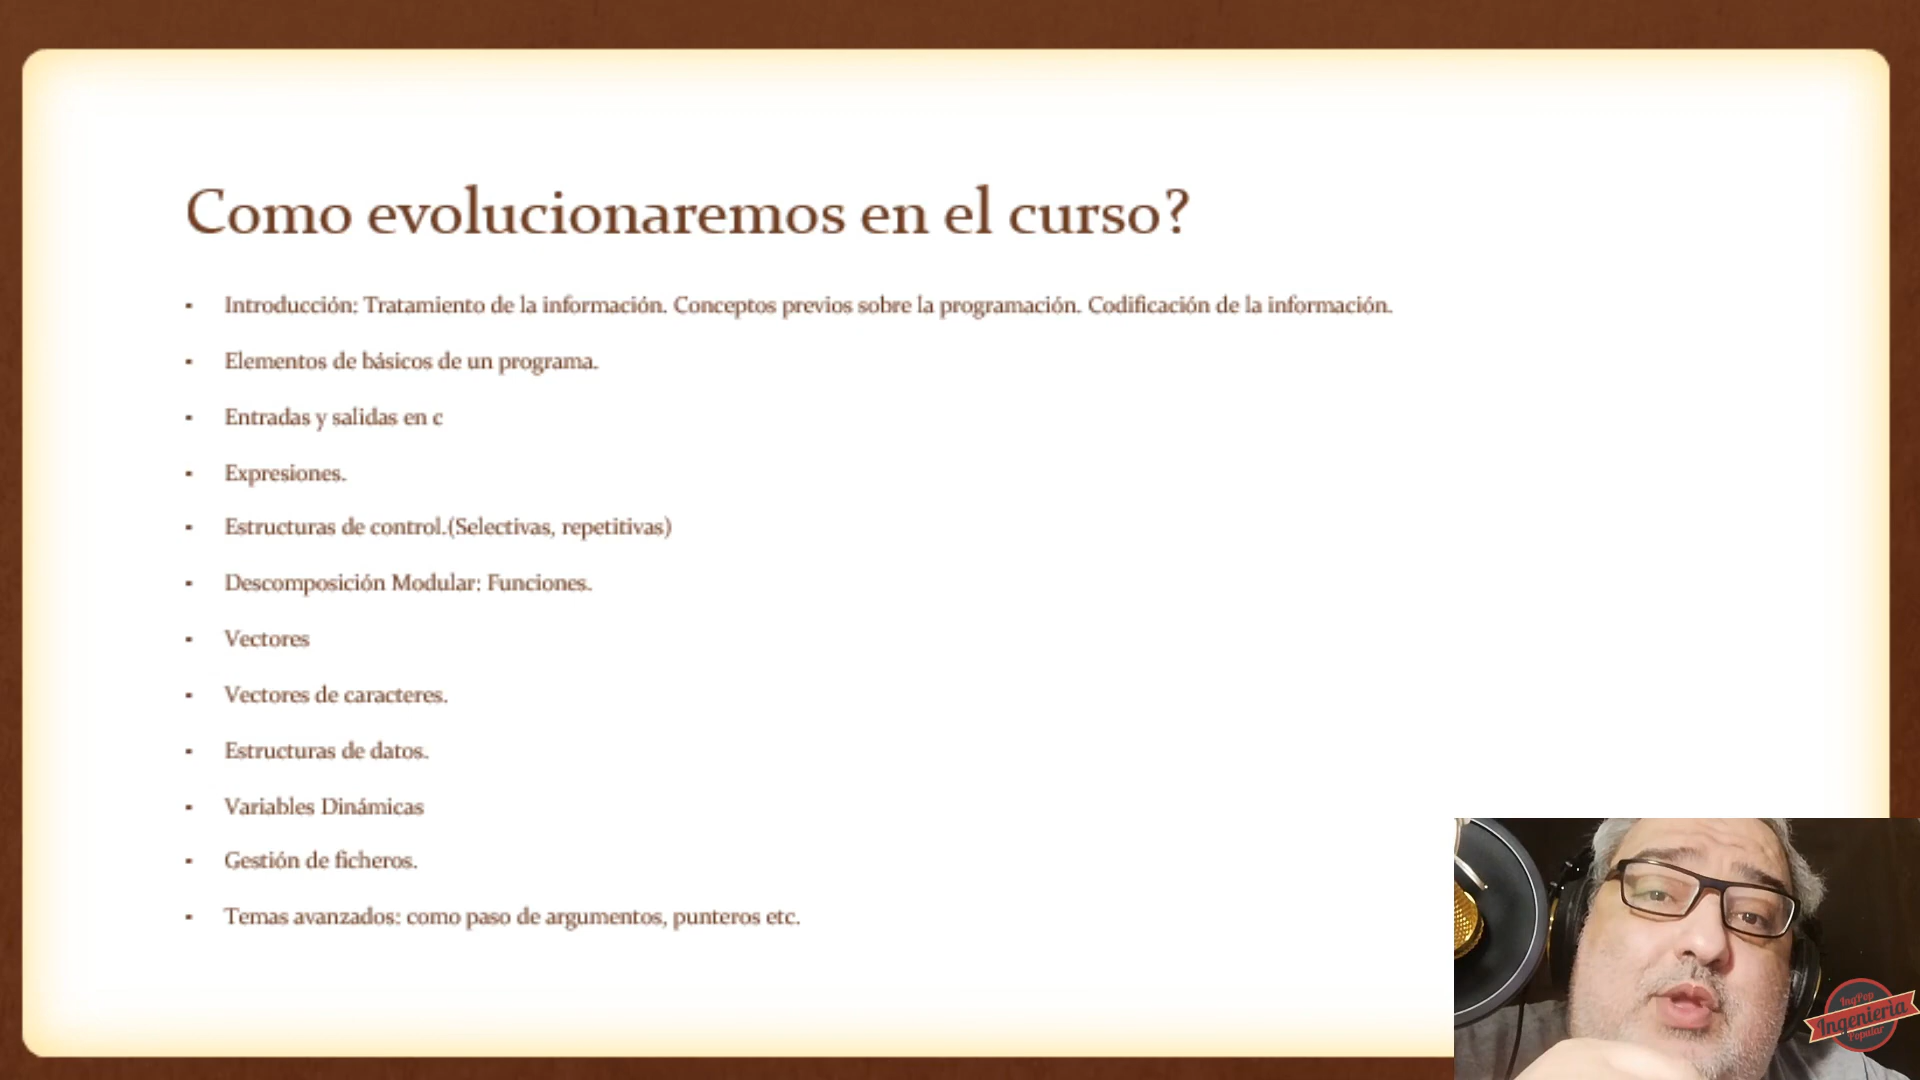 Como evolucionaremos en el curso?
▪ Introducción: Tratamiento de la información. Conceptos previos sobre la programación. Codificación de la información.
▪ Elementos de básicos de un programa.
▪ Entradas y salidas en c
▪ Expresiones.
▪ Estructuras de control.(Selectivas, repetitivas)
▪ Descomposición Modular: Funciones.
▪ Vectores
▪ Vectores de caracteres.
▪ Estructuras de datos.
▪ Variables Dinámicas
▪ Gestión de ficheros.
▪ Temas avanzados: como paso de argumentos, punteros etc.
IngPop
Ingenieria
Popular